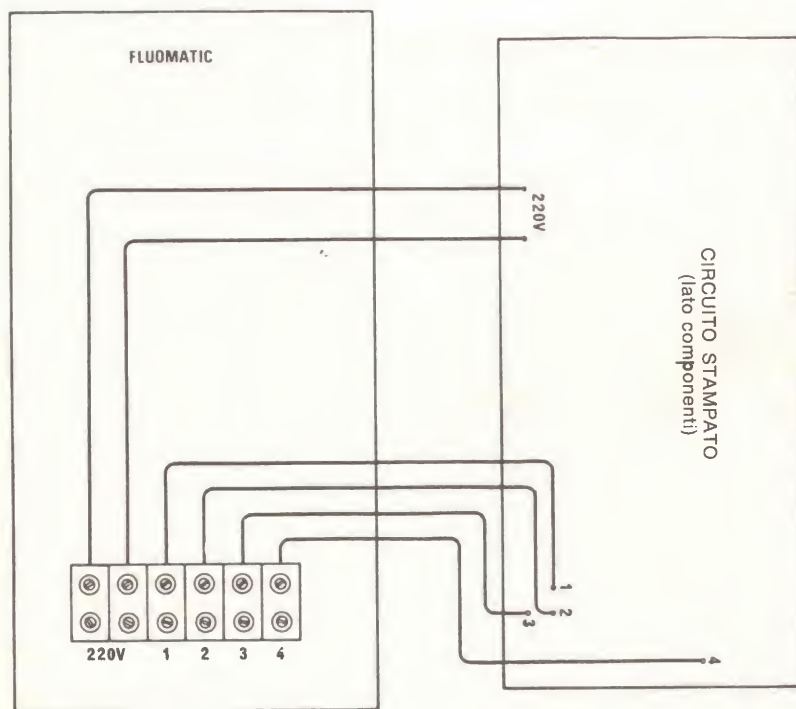 FLUOMATIC
220V
CIRCUITO STAMPATO
(lato componenti)
1
2
3
4
220V 1 2 3 4